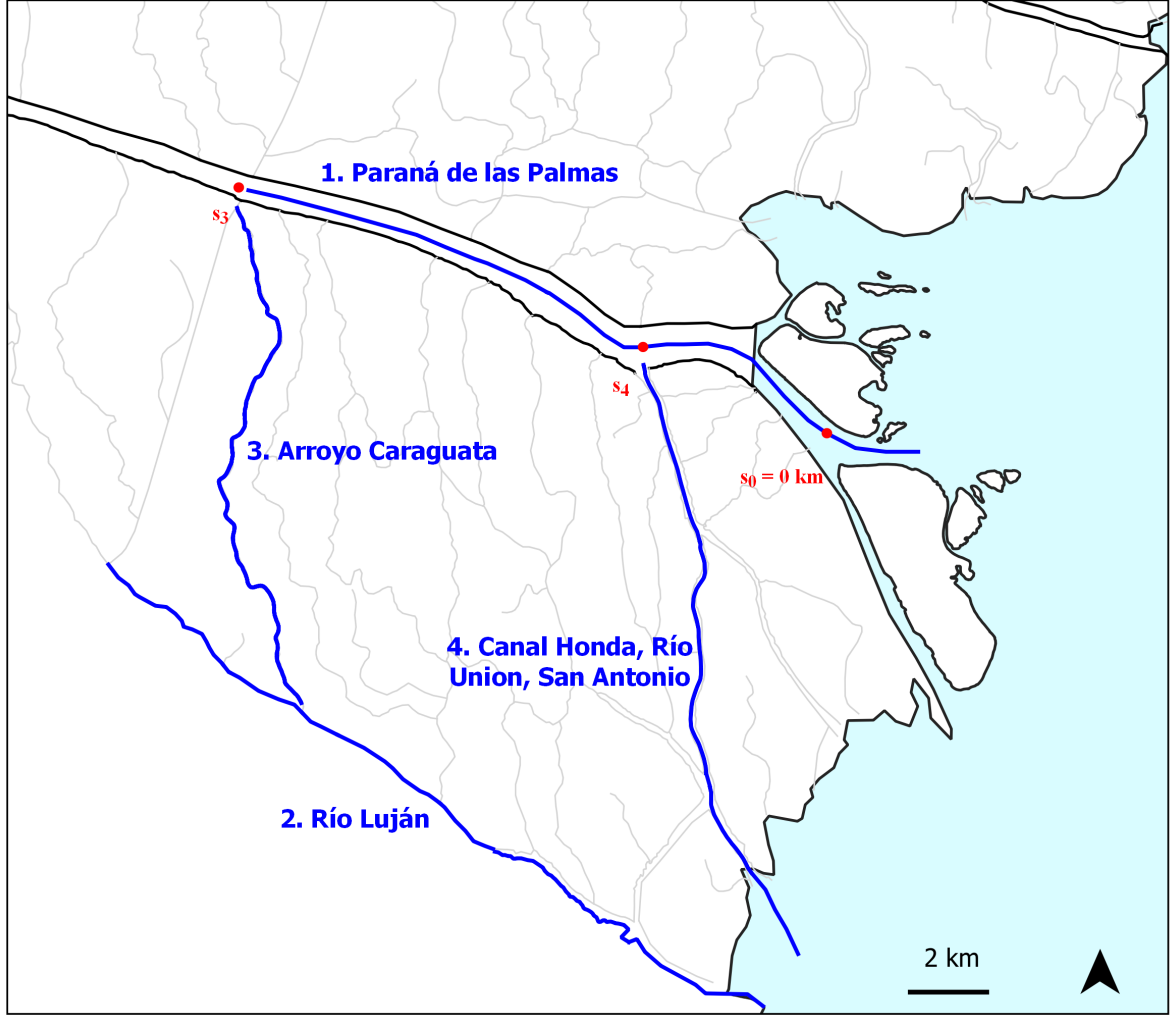 1. Paraná de las Palmas
s3
s4
3. Arroyo Caraguata
s0 = 0 km
4. Canal Honda, Río
Union, San Antonio
2. Río Luján
2 km